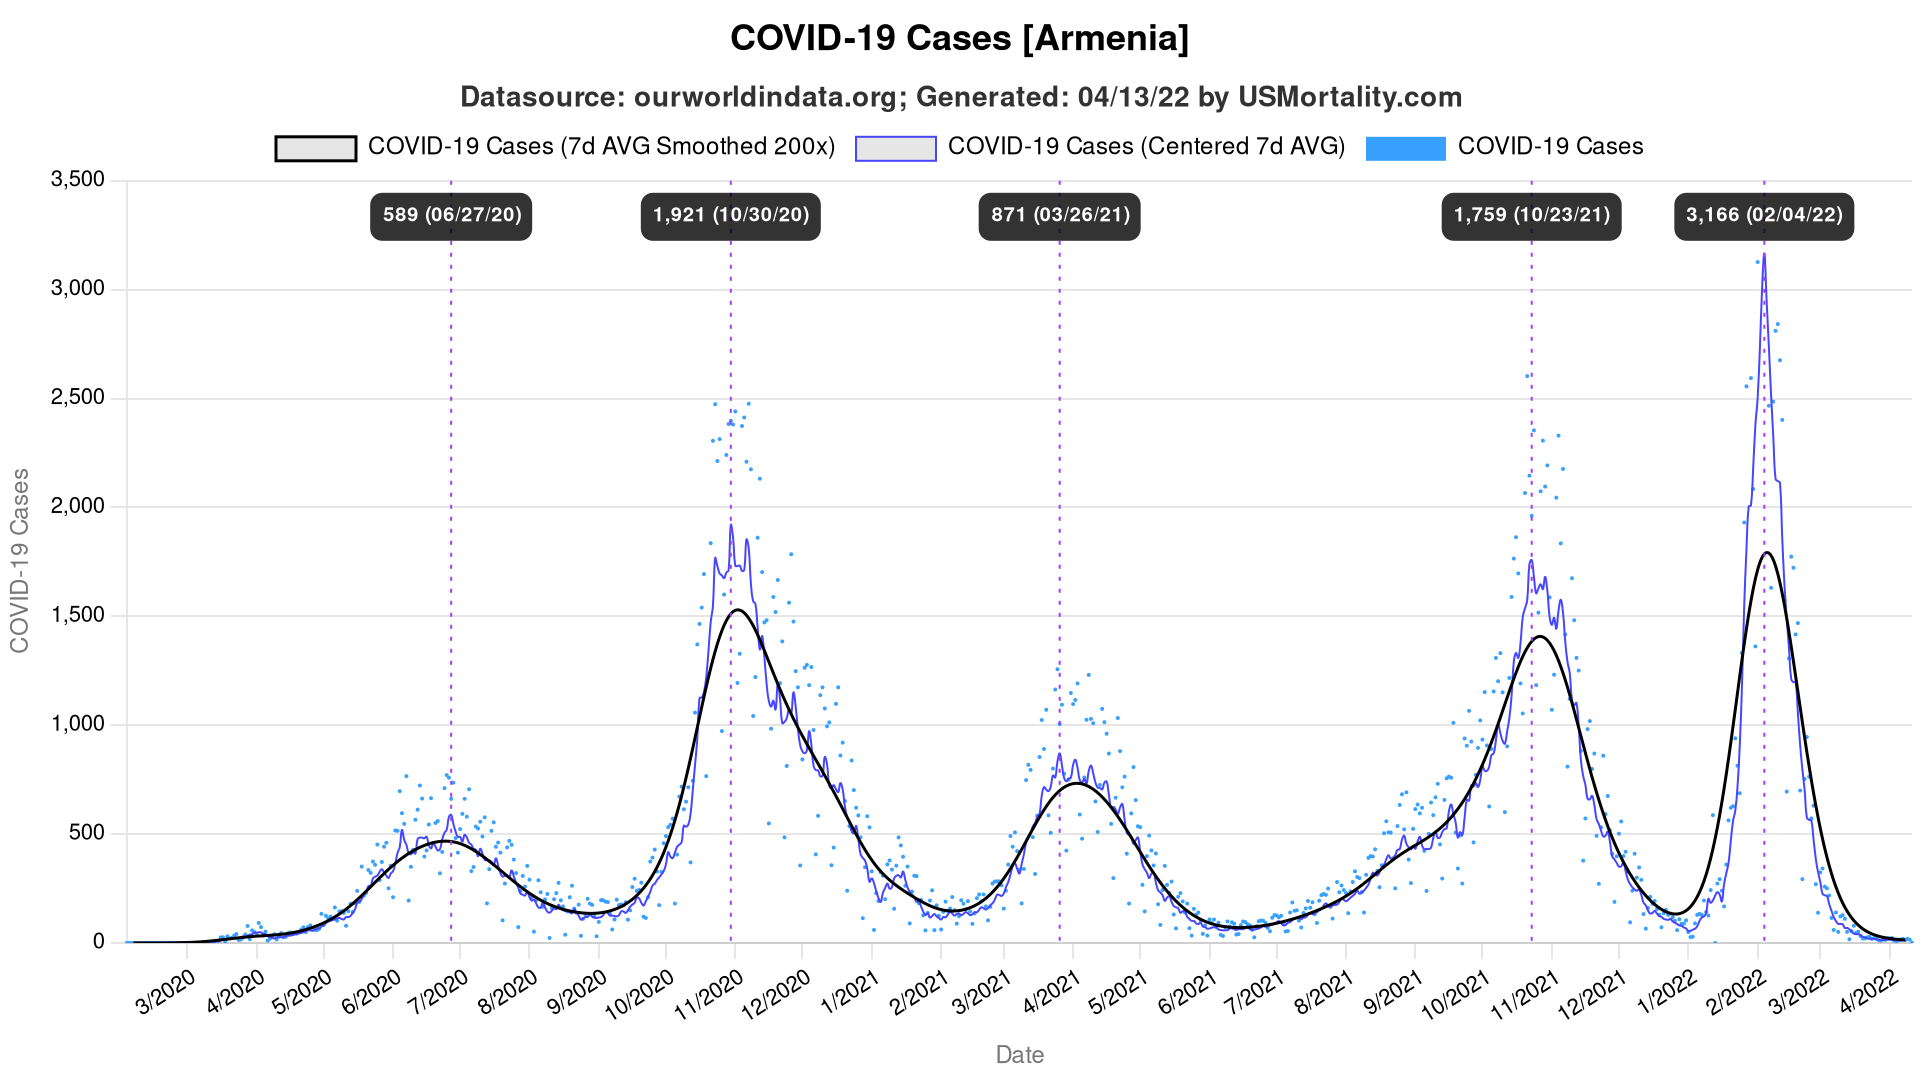 COVID-19 Cases [Armenia]
Datasource: ourworldindata.org; Generated: 04/13/22 by USMortality.com
COVID-19 Cases (7d AVG Smoothed 200x) COVID-19 Cases (Centered 7d AVG) COVID-19 Cases
3,500
589 (06/27/20) 1,921 (10/30/20) 871 (03/26/21) 1,759 (10/23/21) 3,166 (02/04/22)
3,000
2,500
2,000
1,500
1,000
500
0
COVID-19 Cases
3/2020 4/2020 5/2020 6/2020 7/2020 8/2020 9/2020 10/2020 11/2020 12/2020 1/2021 2/2021 3/2021 4/2021 5/2021 6/2021 7/2021 8/2021 9/2021 10/2021 11/2021 12/2021 1/2022 2/2022 3/2022 4/2022
Date